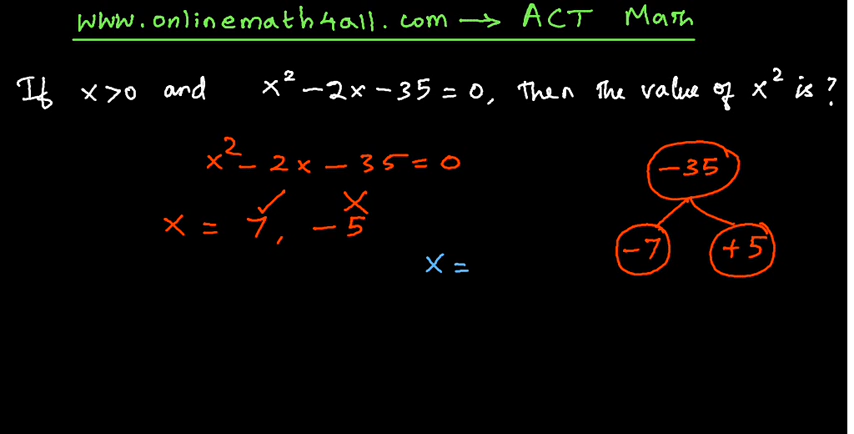 www.onlinemath4all.com → ACT Math
If x>0 and x² – 2x – 35 = 0, then the value of x² is ?
x² – 2x – 35 = 0
–35
x = 7, – 5
–7 +5
x =